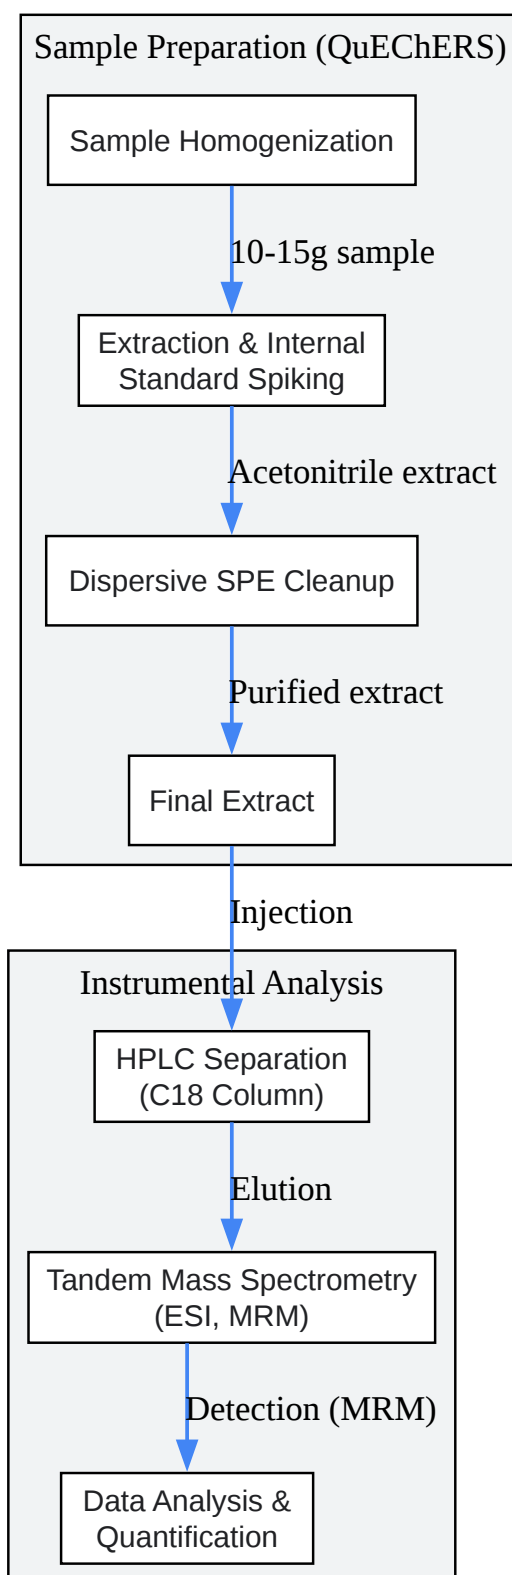 Sample Preparation (QuEChERS)
Sample Homogenization
10-15g sample
Extraction & Internal
Standard Spiking
Acetonitrile extract
Dispersive SPE Cleanup
Purified extract
Final Extract
Injection
Instrumental Analysis
HPLC Separation
(C18 Column)
Elution
Tandem Mass Spectrometry
(ESI, MRM)
Detection (MRM)
Data Analysis &
Quantification